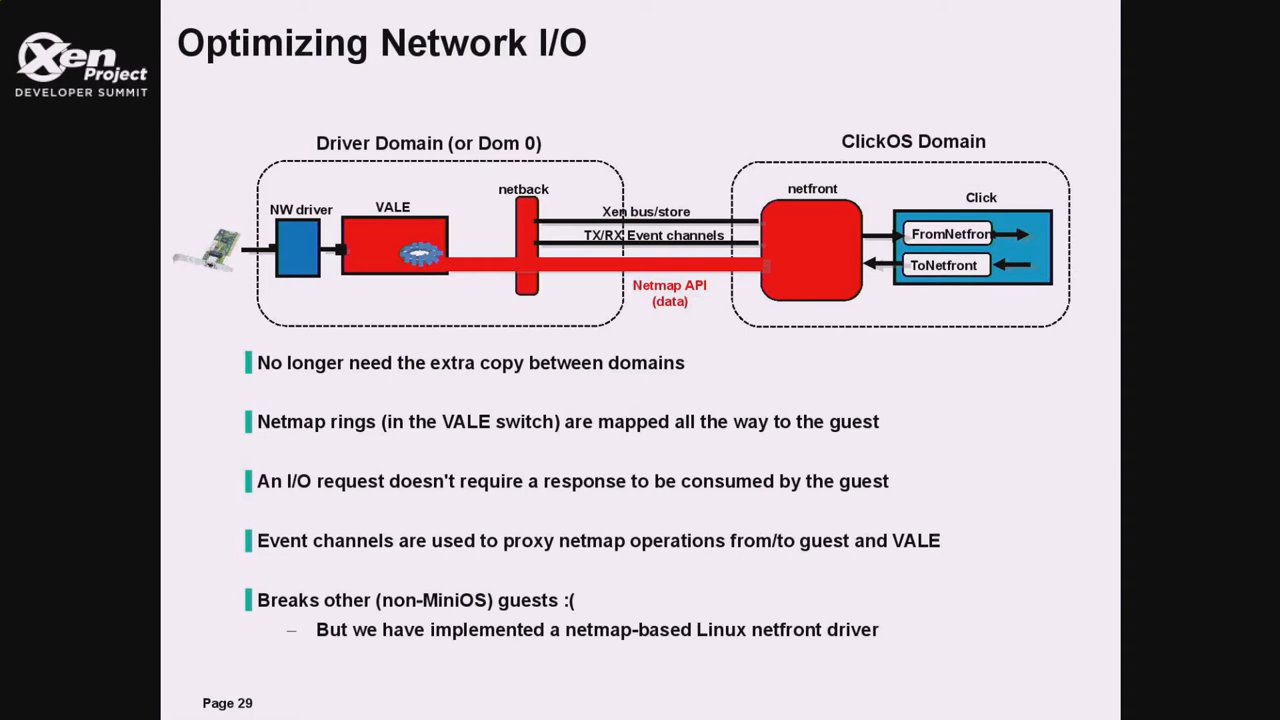 Xen
Project
DEVELOPER SUMMIT
Optimizing Network I/O
Driver Domain (or Dom 0)
ClickOS Domain
NW driver
VALE
netback
Xen bus/store
TX/RX Event channels
Netmap API
(data)
netfront
Click
FromNetfron
ToNetfront
No longer need the extra copy between domains
Netmap rings (in the VALE switch) are mapped all the way to the guest
An I/O request doesn't require a response to be consumed by the guest
Event channels are used to proxy netmap operations from/to guest and VALE
Breaks other (non-MiniOS) guests :(
– But we have implemented a netmap-based Linux netfront driver
Page 29